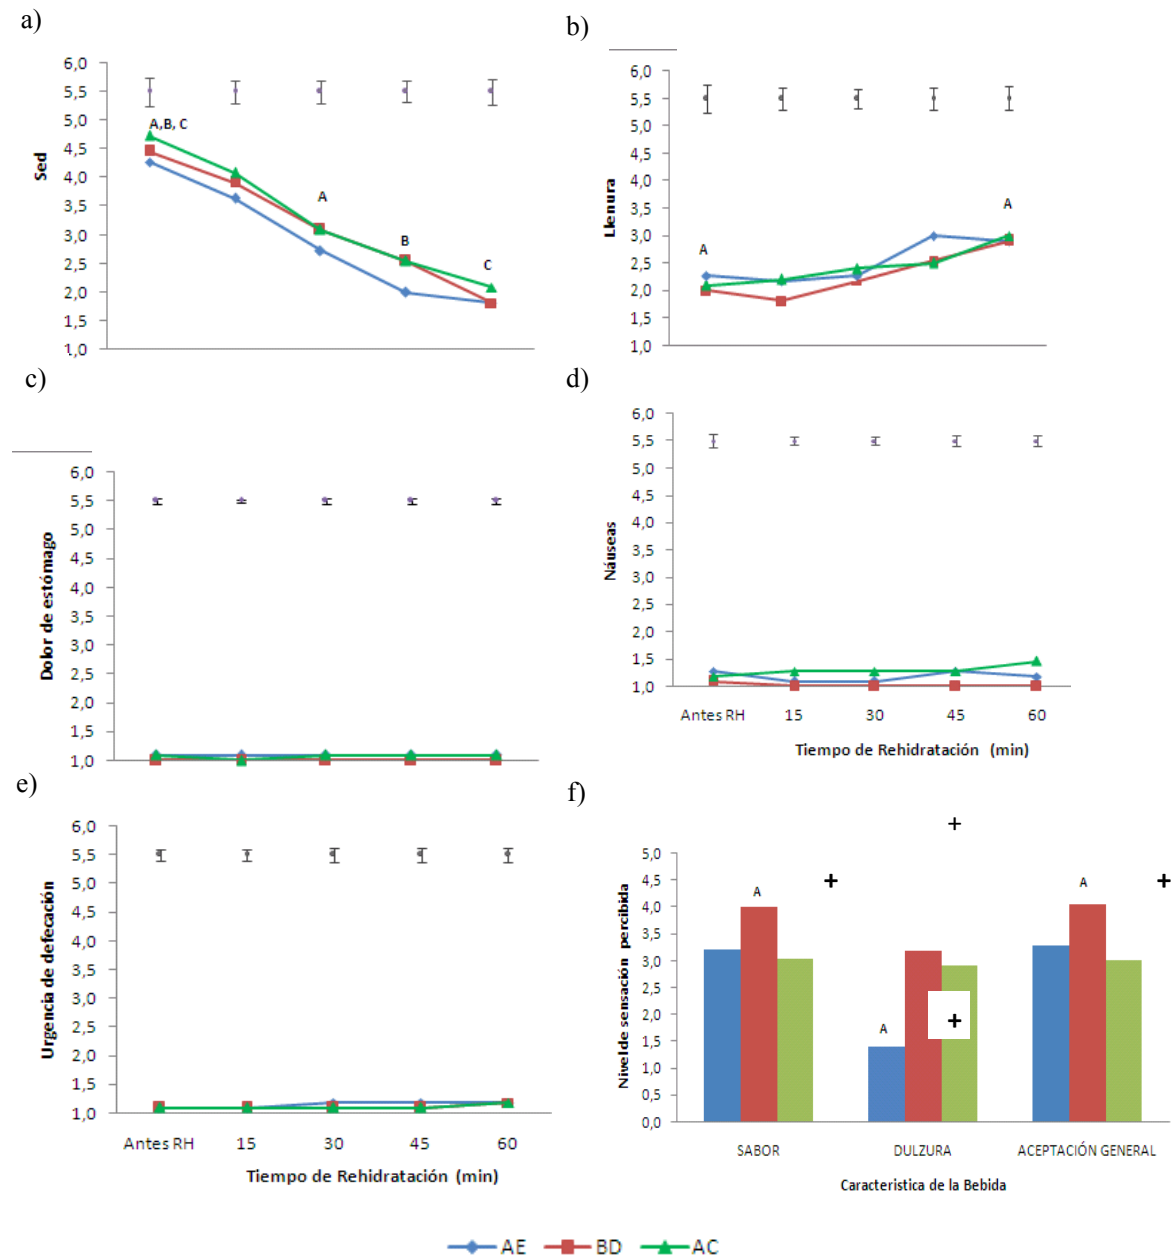 a)
6,0
5,5
5,0
4,5
4,0
3,5
3,0
2,5
2,0
1,5
1,0
Sed
A,B, C
A
B
C
b)
6,0
5,5
5,0
4,5
4,0
3,5
3,0
2,5
2,0
1,5
1,0
Llenura
A
A
c)
6,0
5,5
5,0
4,5
4,0
3,5
3,0
2,5
2,0
1,5
1,0
Dolor de estómago
d)
6,0
5,5
5,0
4,5
4,0
3,5
3,0
2,5
2,0
1,5
1,0
Náuseas
Antes RH 15 30 45 60
Tiempo de Rehidratación (min)
e)
6,0
5,5
5,0
4,5
4,0
3,5
3,0
2,5
2,0
1,5
1,0
Urgencia de defecación
Antes RH 15 30 45 60
Tiempo de Rehidratación (min)
f)
+
5,0
4,5
4,0
3,5
3,0
2,5
2,0
1,5
1,0
0,5
0,0
Nivel de sensación percibida
A
+
A
+
A
+
SABOR DULZURA ACEPTACIÓN GENERAL
Caracteristica de la Bebida
AE BD AC